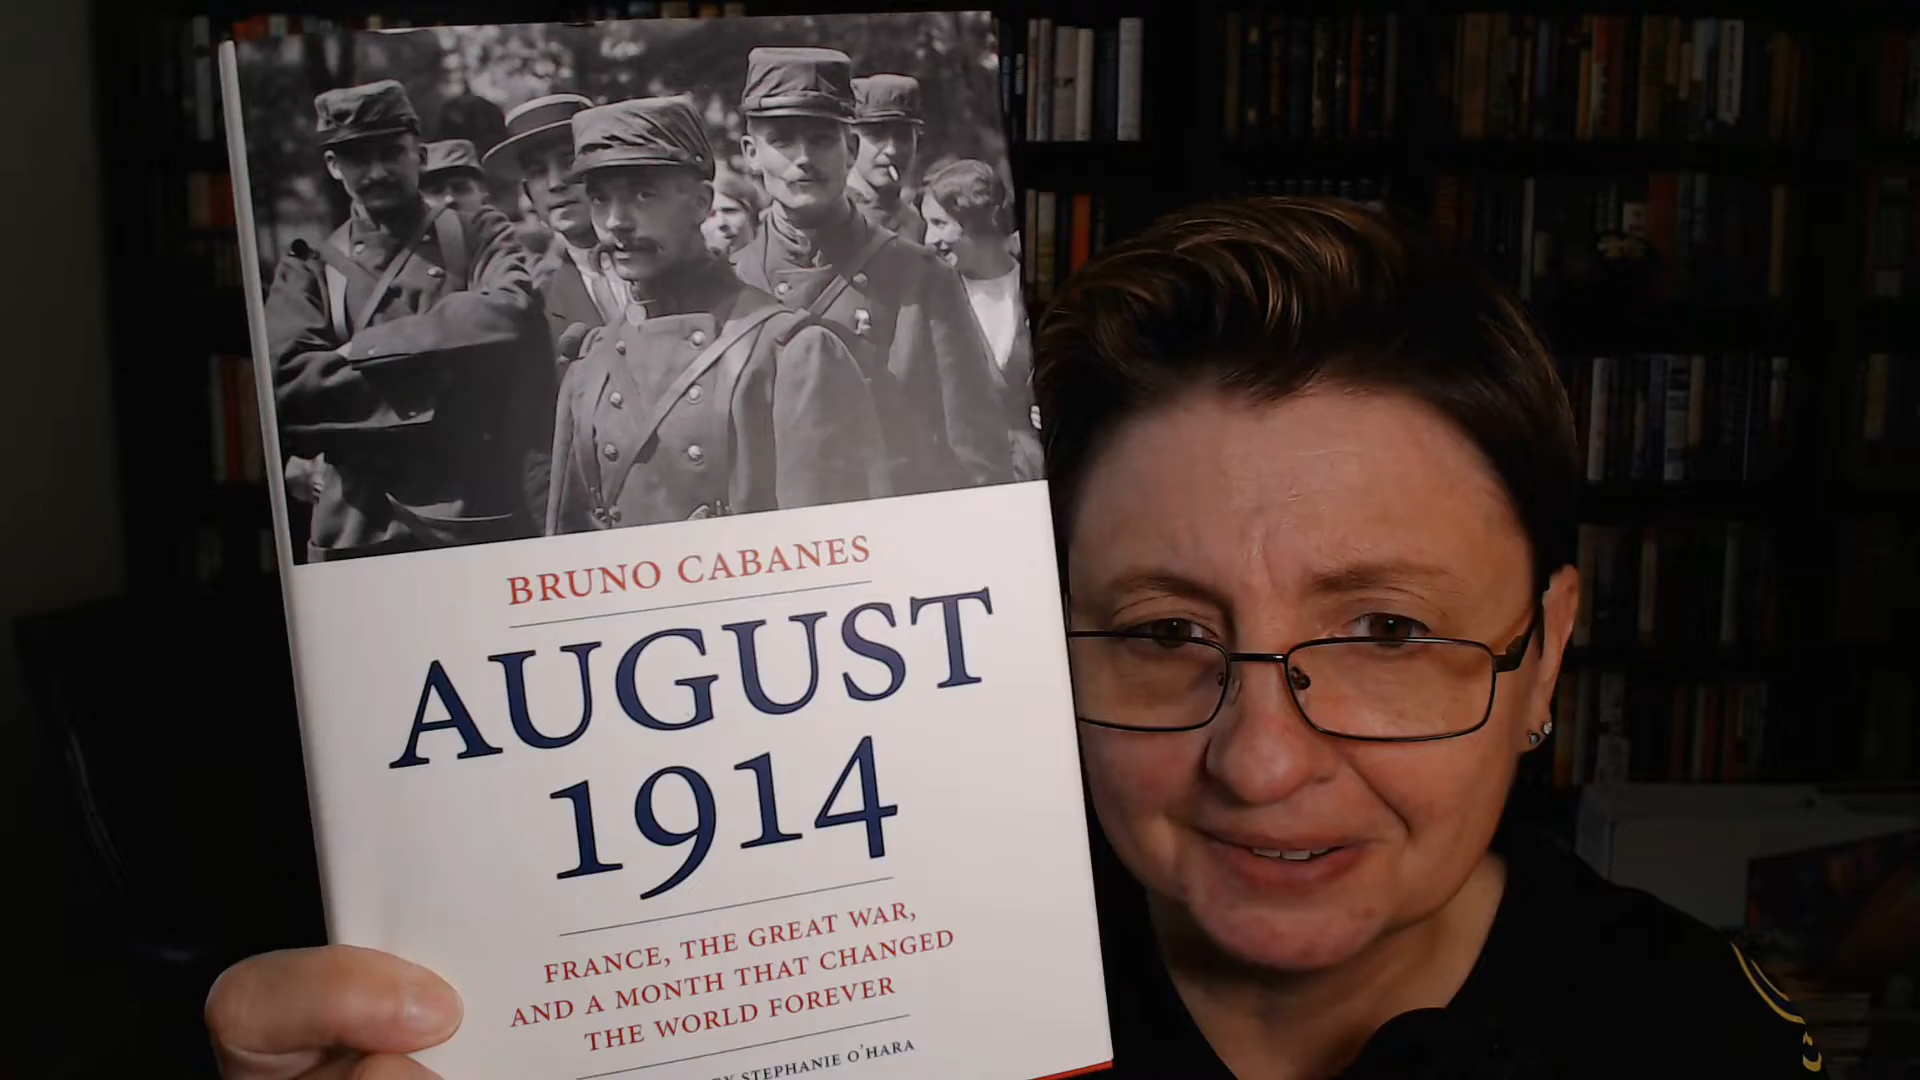 BRUNO CABANES
AUGUST
1914
FRANCE, THE GREAT WAR,
AND A MONTH THAT CHANGED
THE WORLD FOREVER
STEPHANIE O'HARA